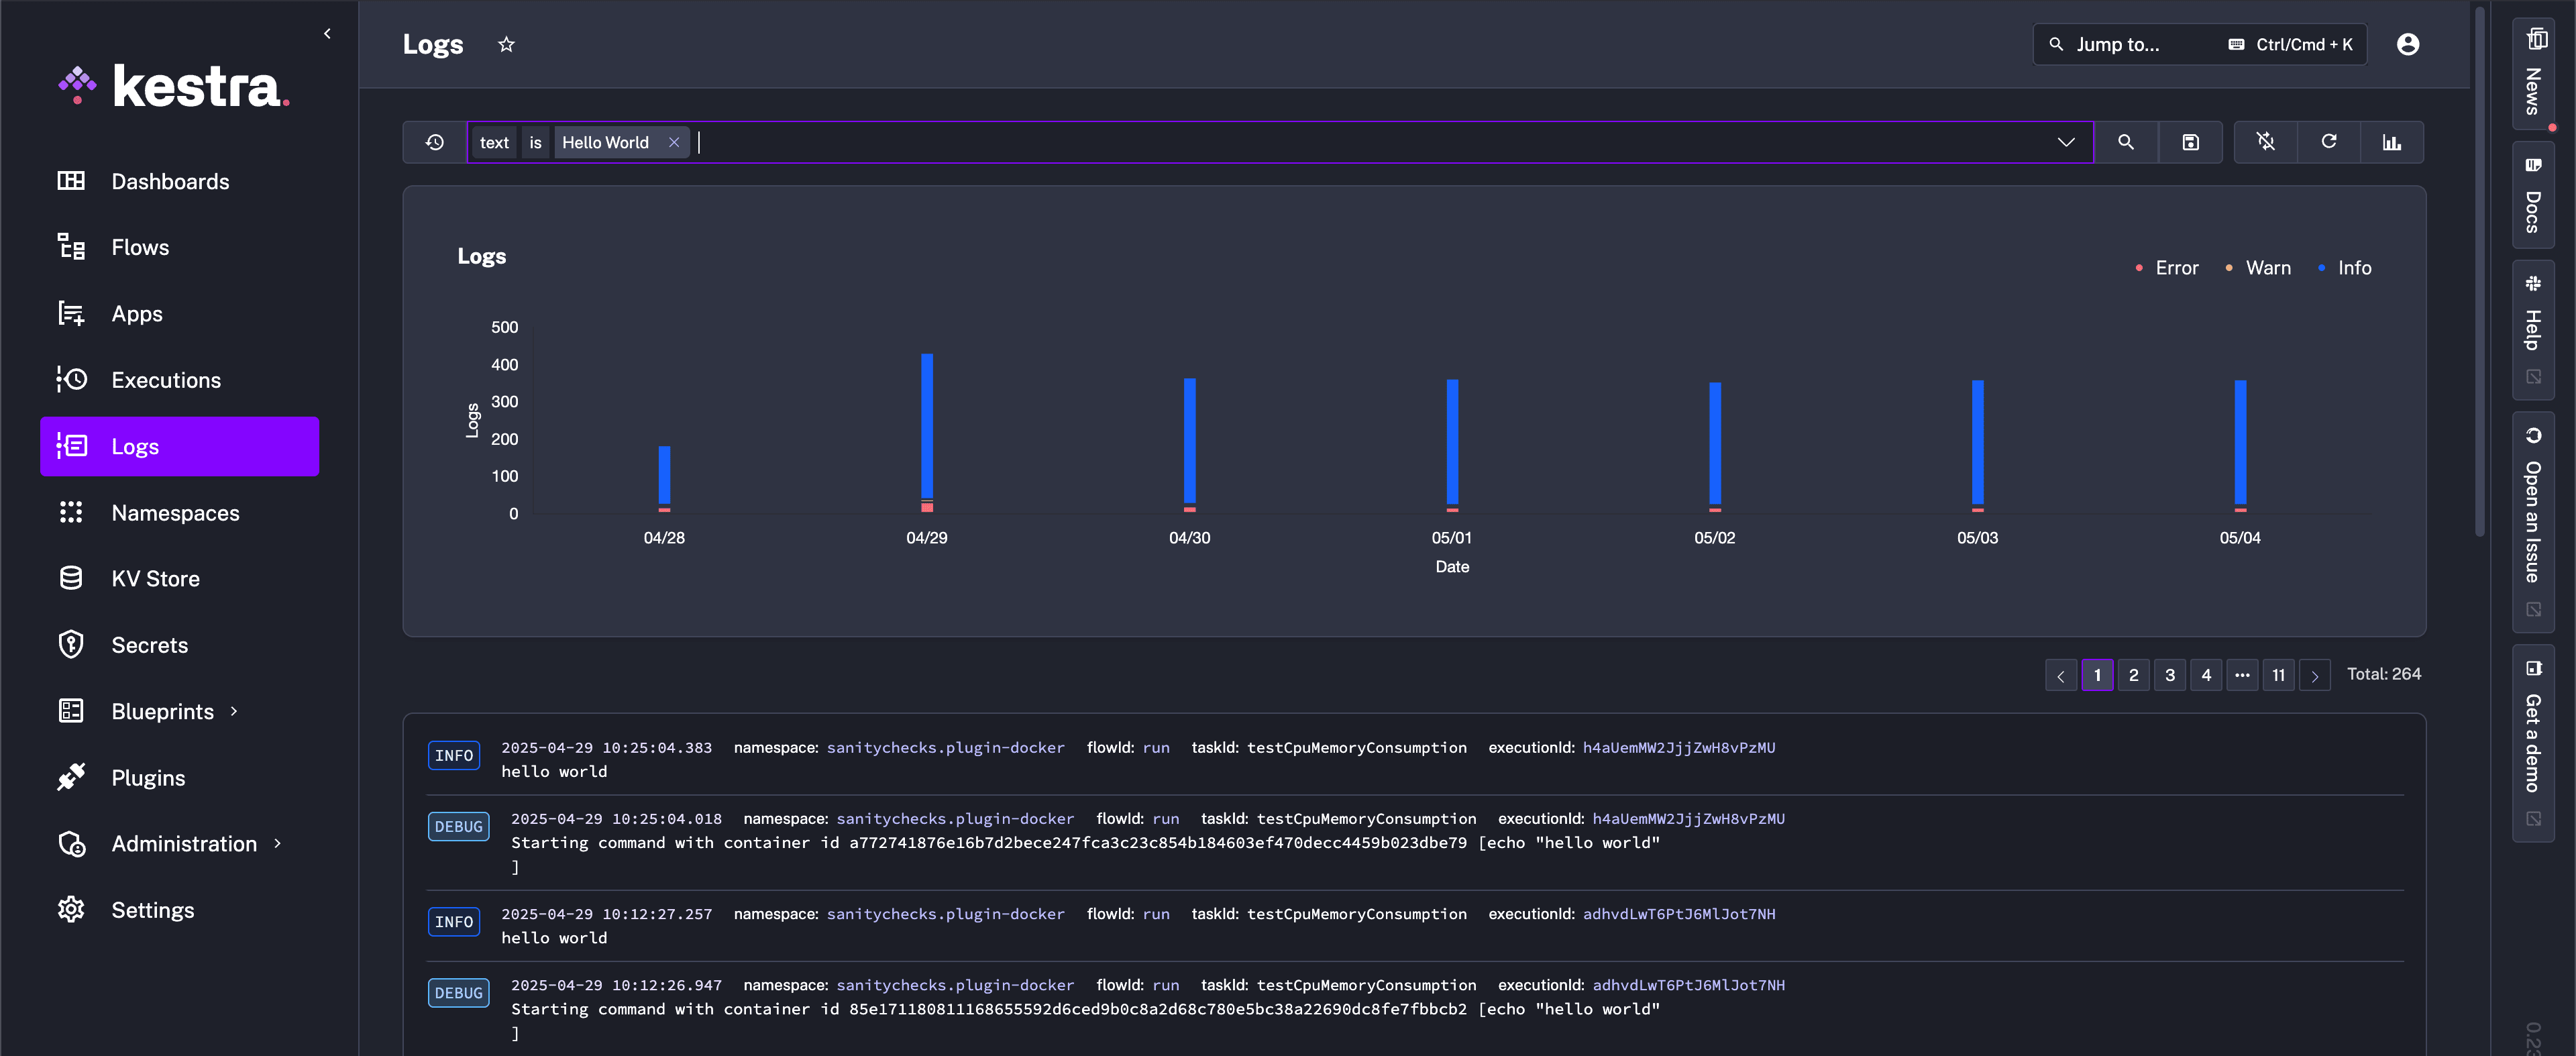 kestra.
Dashboards
Flows
Apps
Executions
Logs
Namespaces
KV Store
Secrets
Blueprints
Plugins
Administration
Settings
Logs
Jump to... Ctrl/Cmd + K
text is Hello World
Logs
Error Warn Info
500
400
300
200
100
0
Logs
04/28 04/29 04/30 05/01 05/02 05/03 05/04
Date
1 2 3 4 ••• 11 Total: 264
INFO 2025-04-29 10:25:04.383 namespace: sanitychecks.plugin-docker flowId: run taskId: testCpuMemoryConsumption executionId: h4aUemMW2JjjZwH8vPzMU
hello world
DEBUG 2025-04-29 10:25:04.018 namespace: sanitychecks.plugin-docker flowId: run taskId: testCpuMemoryConsumption executionId: h4aUemMW2JjjZwH8vPzMU
Starting command with container id a772741876e16b7d2bece247fca3c23c854b184603ef470decc4459b023dbe79 [echo "hello world"
]
INFO 2025-04-29 10:12:27.257 namespace: sanitychecks.plugin-docker flowId: run taskId: testCpuMemoryConsumption executionId: adhvdLwT6PtJ6MlJot7NH
hello world
DEBUG 2025-04-29 10:12:26.947 namespace: sanitychecks.plugin-docker flowId: run taskId: testCpuMemoryConsumption executionId: adhvdLwT6PtJ6MlJot7NH
Starting command with container id 85e171180811168655592d6ced9b0c8a2d68c780e5bc38a22690dc8fe7fbbcb2 [echo "hello world"
]
News
Docs
Help
Open an Issue
Get a demo